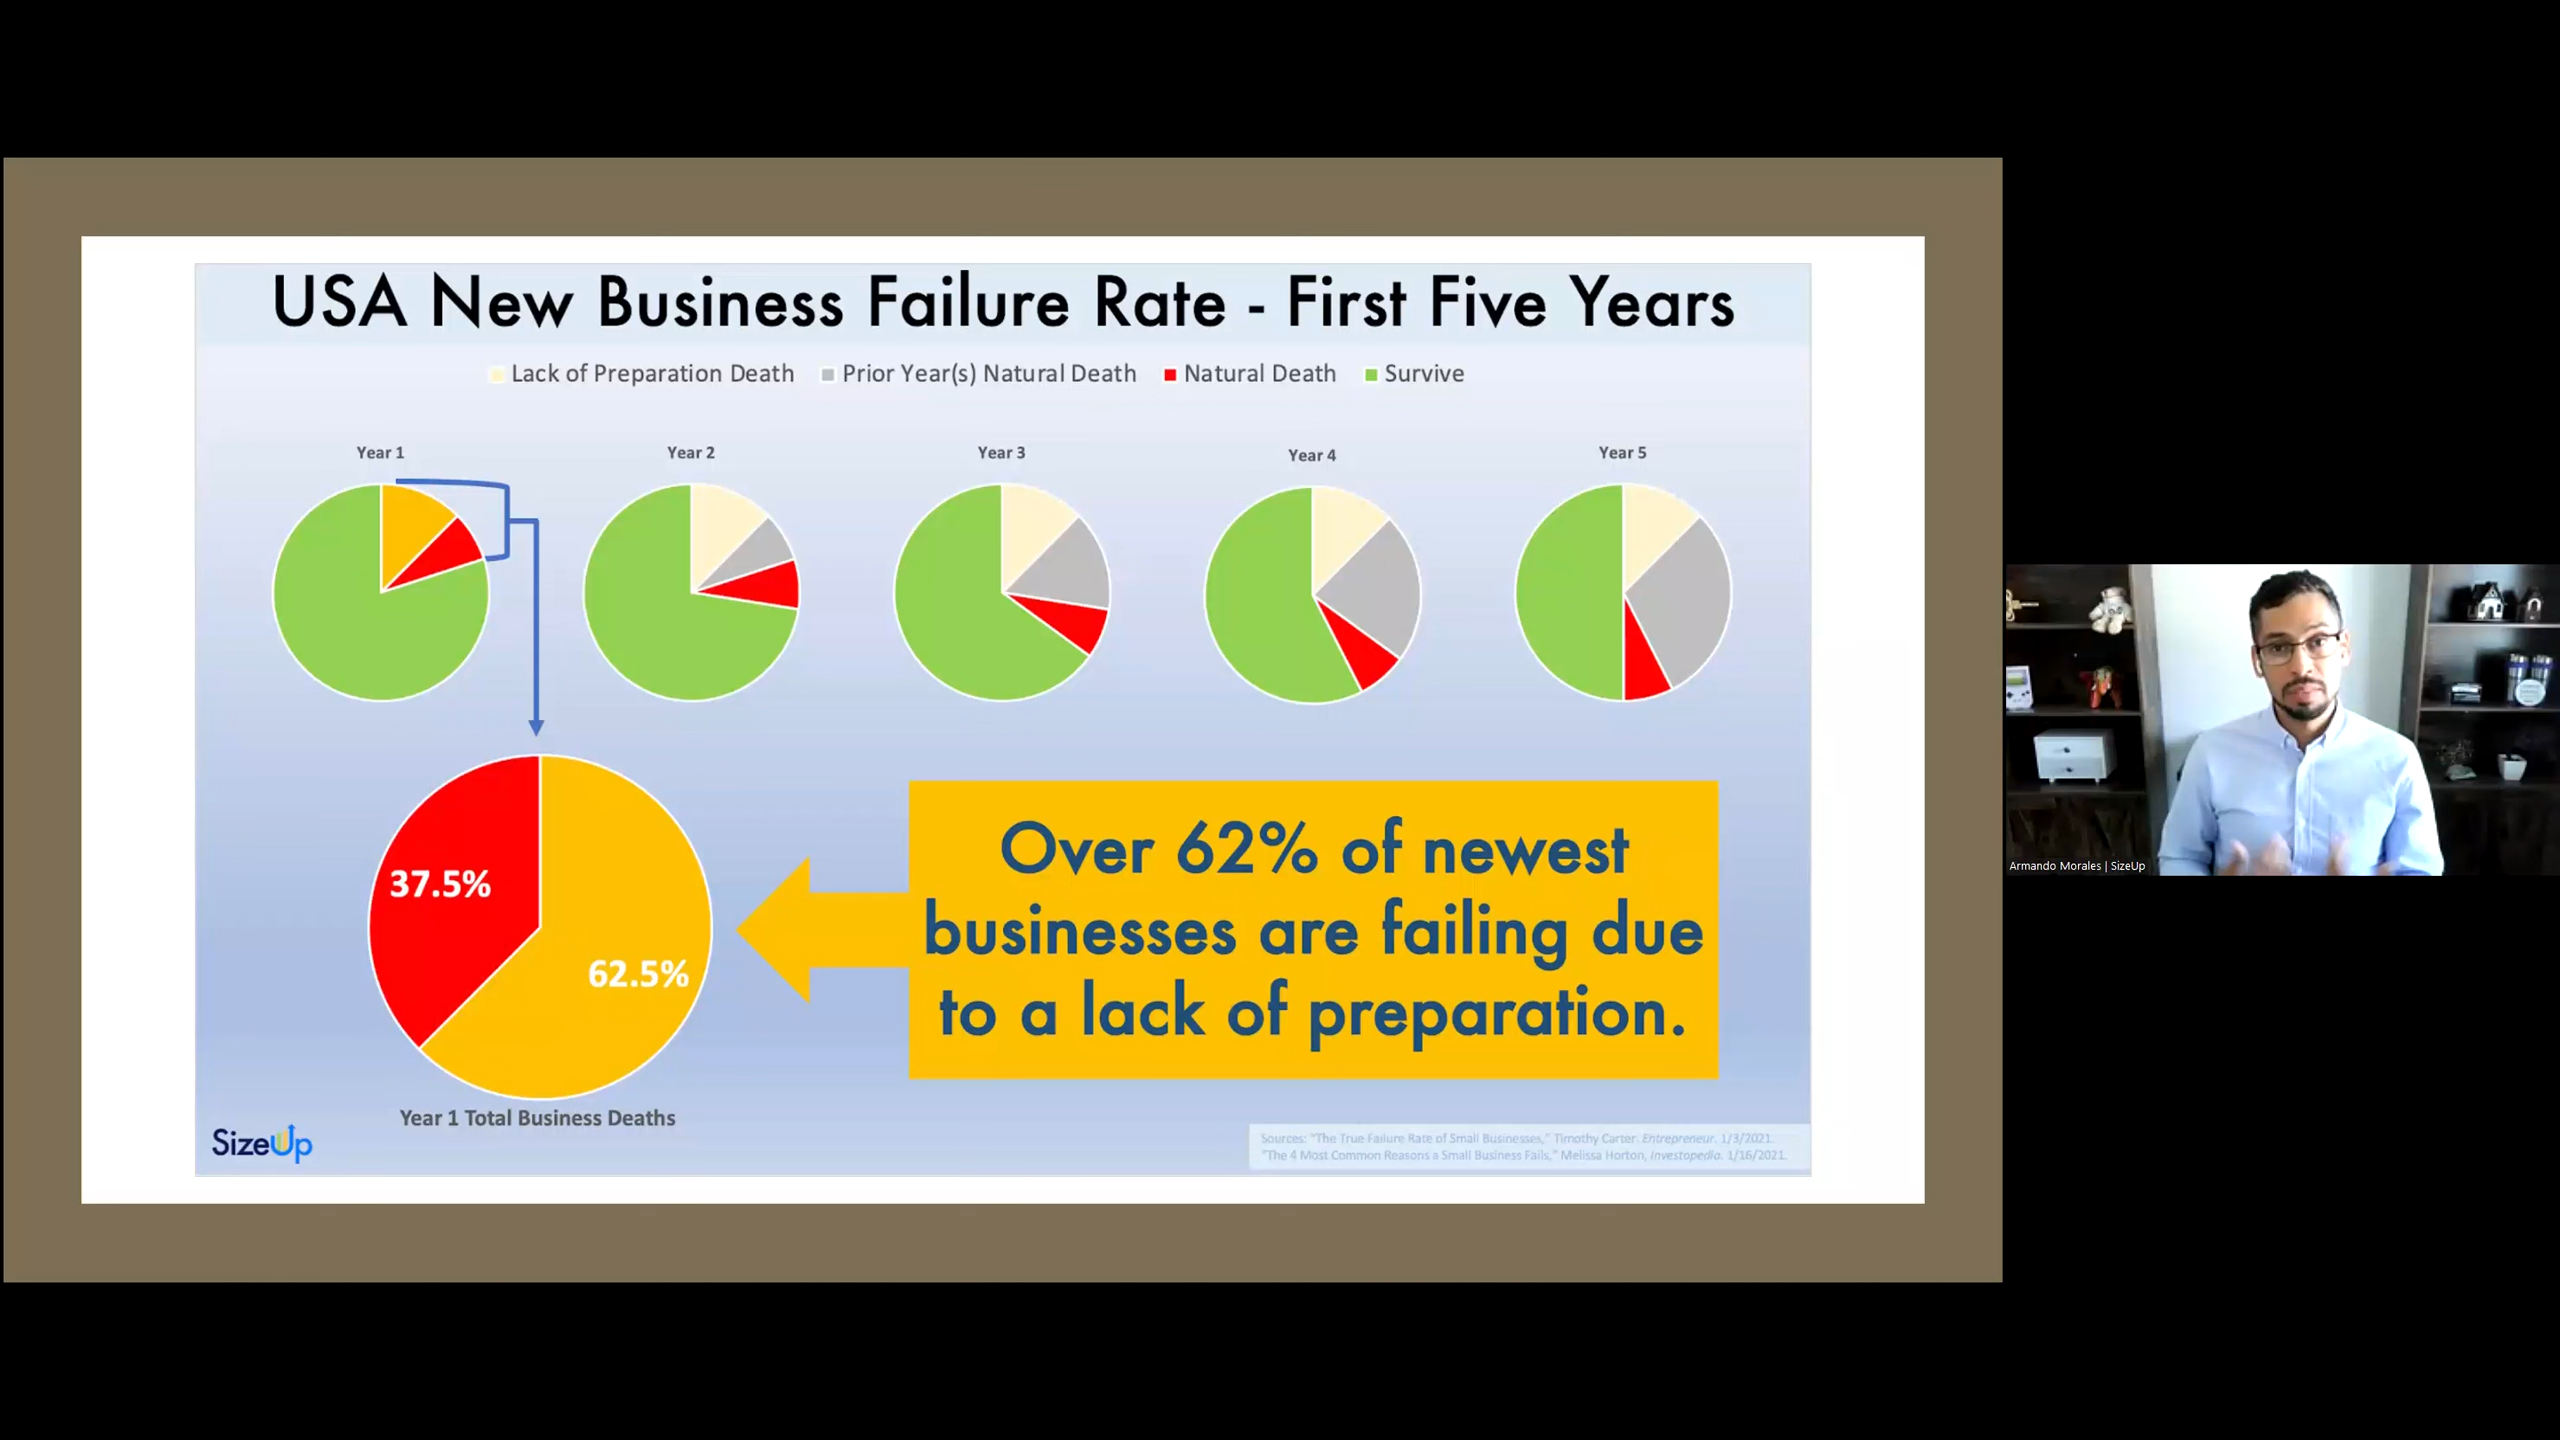 USA New Business Failure Rate - First Five Years
Lack of Preparation Death Prior Year(s) Natural Death Natural Death Survive
Year 1 Year 2 Year 3 Year 4 Year 5
37.5%
62.5%
Year 1 Total Business Deaths
Over 62% of newest
businesses are failing due
to a lack of preparation.
SizeUp
Sources: "The True Failure Rate of Small Businesses," Timothy Carter. Entrepreneur. 1/3/2021.
"The 4 Most Common Reasons a Small Business Fails," Melissa Horton, Investopedia. 1/16/2021.
Armando Morales | SizeUp